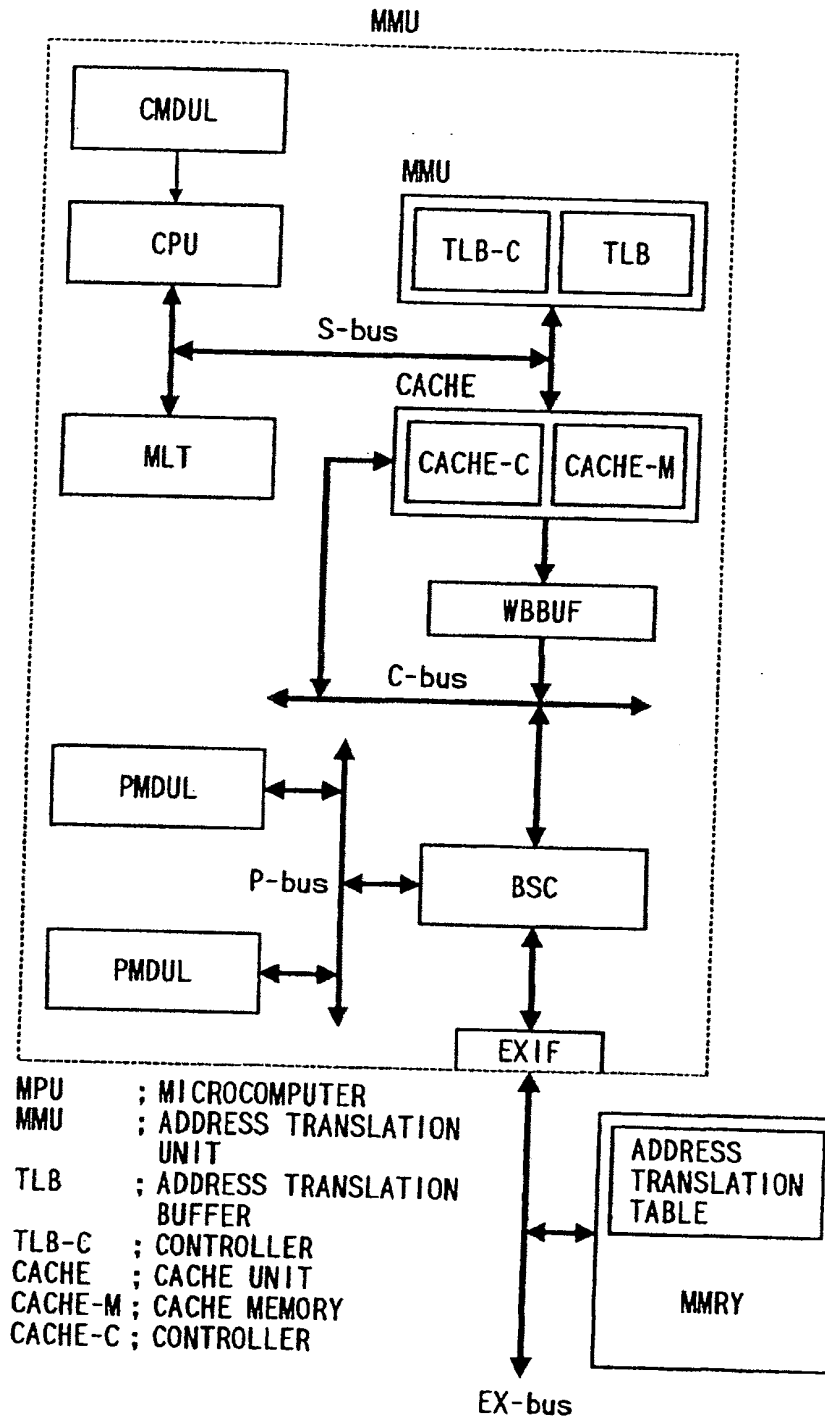 MMU
CMDUL
MMU
CPU
TLB-C
TLB
S-bus
CACHE
MLT
CACHE-C
CACHE-M
WBBUF
C-bus
PMDUL
P-bus
BSC
PMDUL
EXIF
MPU ; MICROCOMPUTER
MMU ; ADDRESS TRANSLATION
UNIT
TLB ; ADDRESS TRANSLATION
BUFFER
TLB-C ; CONTROLLER
CACHE ; CACHE UNIT
CACHE-M ; CACHE MEMORY
CACHE-C ; CONTROLLER
ADDRESS
TRANSLATION
TABLE
MMRY
EX-bus